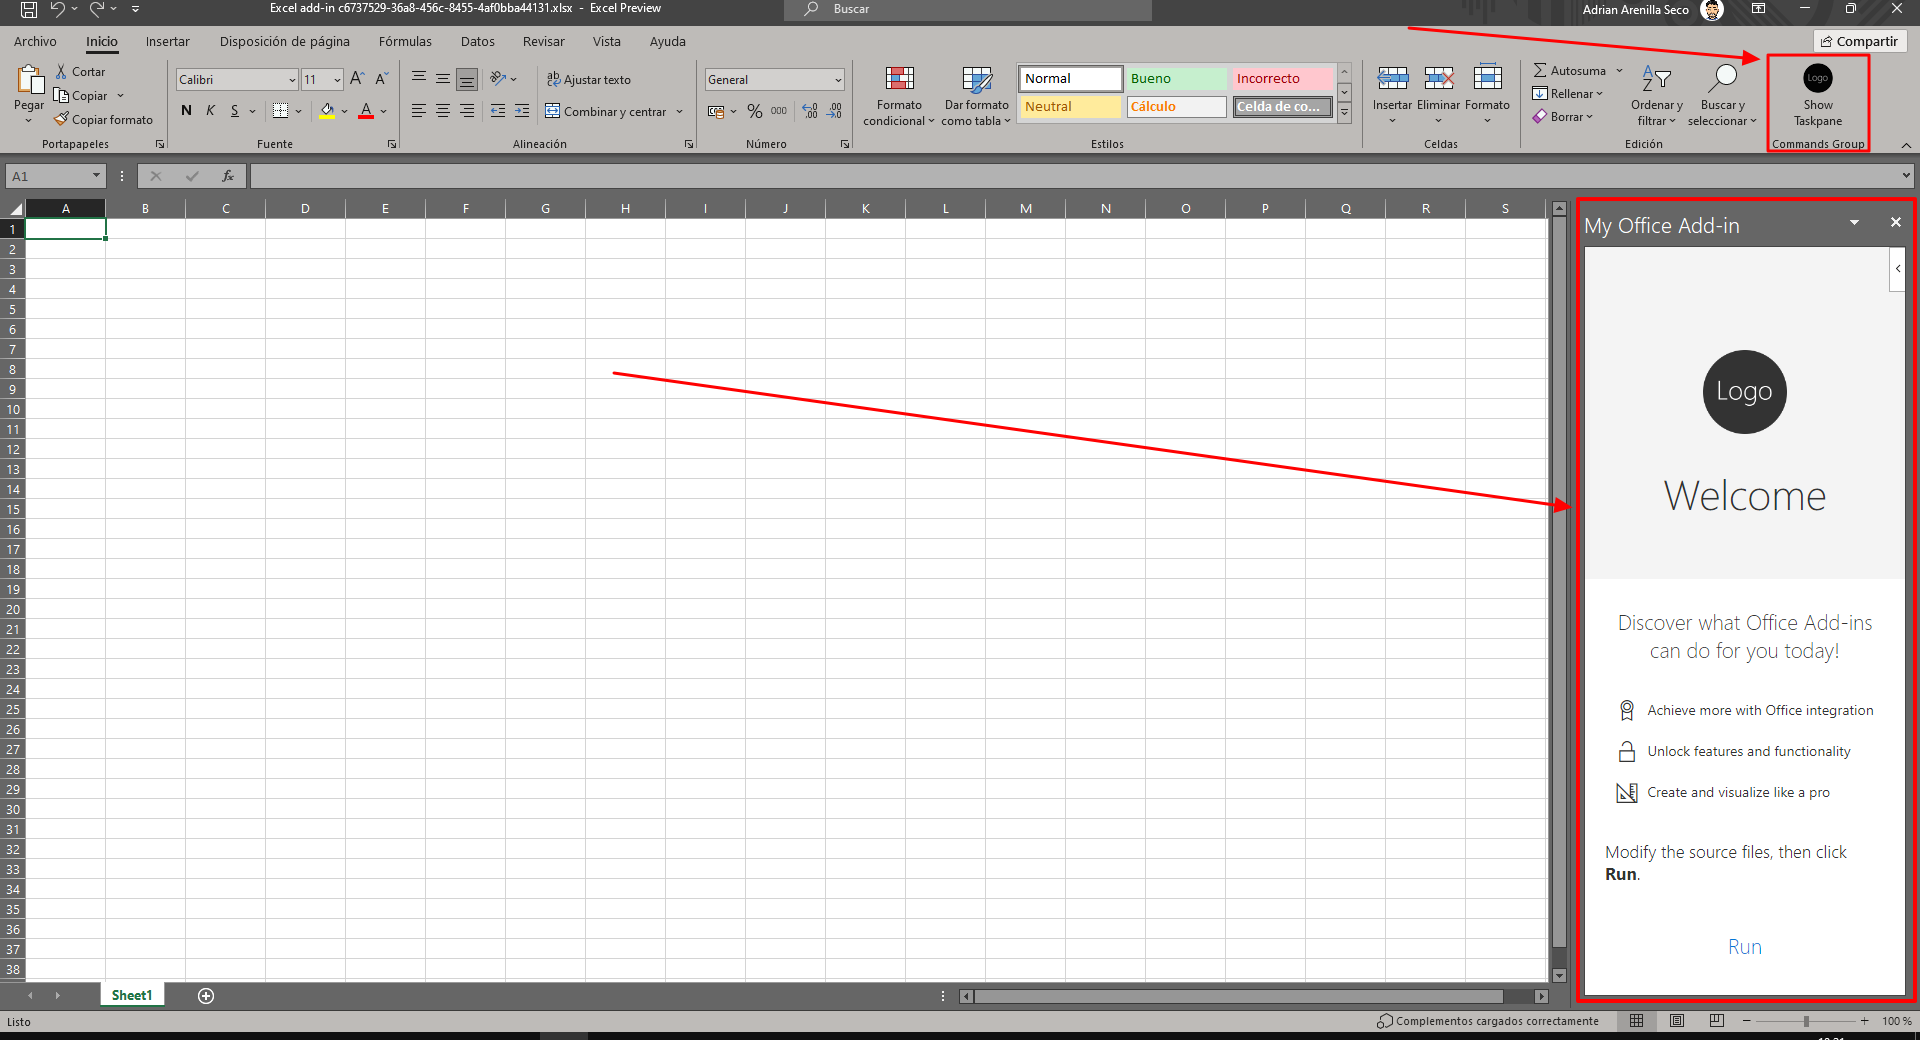 Excel add-in c6737529-36a8-456c-8455-4af0bba44131.xlsx - Excel Preview
Buscar
Adrian Arenilla Seco
Archivo Inicio Insertar Disposición de página Fórmulas Datos Revisar Vista Ayuda
Compartir
Pegar
Cortar
Copiar
Copiar formato
Portapapeles
Calibri 11
N K S
A A
Fuente
ab Ajustar texto
Combinar y centrar
Alineación
General
% 000
Número
Formato
condicional
Dar formato
como tabla
Normal Bueno Incorrecto
Neutral Cálculo Celda de co...
Estilos
Insertar Eliminar Formato
Celdas
Autosuma
Rellenar
Borrar
Ordenar y
filtrar
Buscar y
seleccionar
Edición
Logo
Show
Taskpane
Commands Group
A1
fx
A B C D E F G H I J K L M N O P Q R S
1
2
3
4
5
6
7
8
9
10
11
12
13
14
15
16
17
18
19
20
21
22
23
24
25
26
27
28
29
30
31
32
33
34
35
36
37
38
My Office Add-in
Logo
Welcome
Discover what Office Add-ins
can do for you today!
Achieve more with Office integration
Unlock features and functionality
Create and visualize like a pro
Modify the source files, then click
Run.
Run
Sheet1
Listo
Complementos cargados correctamente
100 %